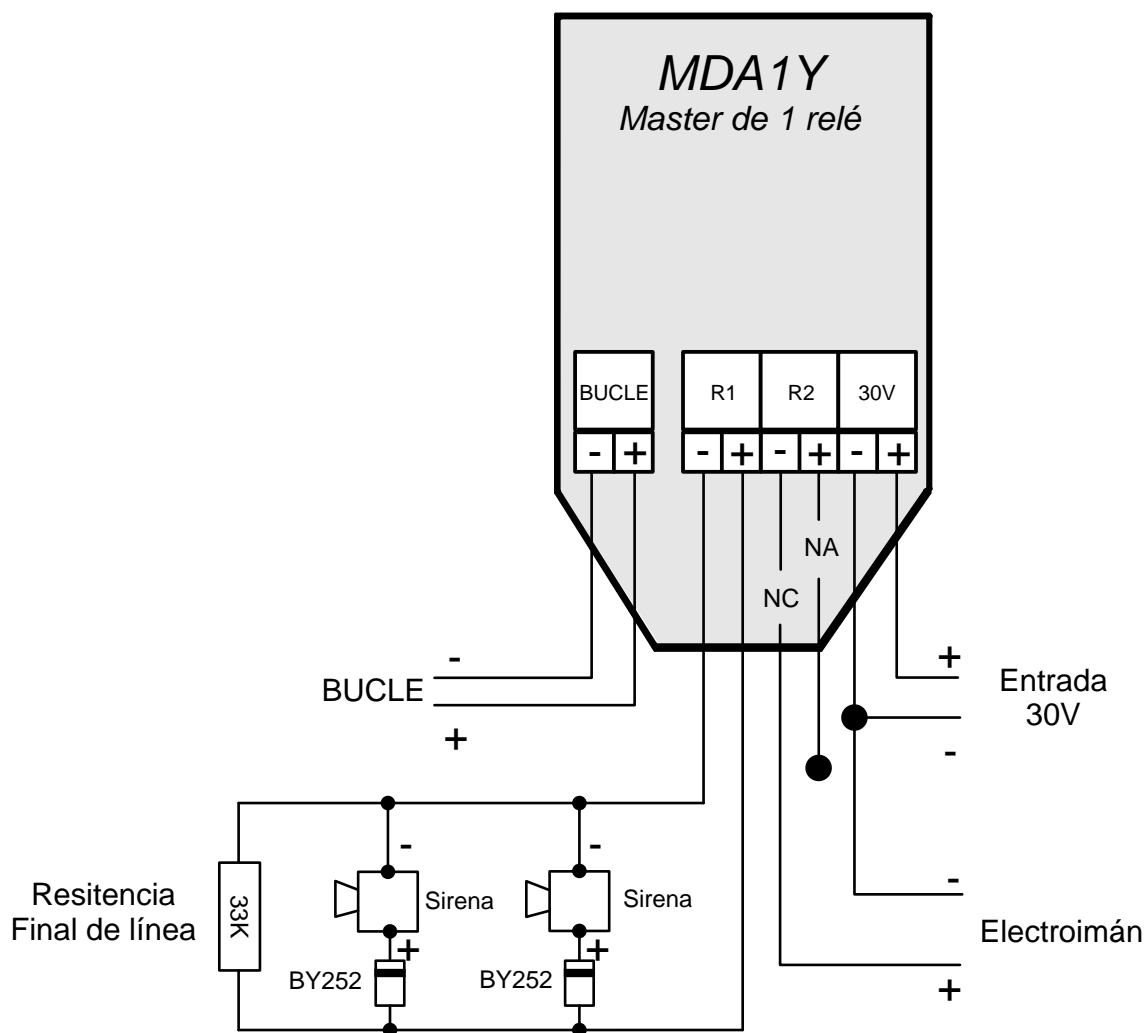 MDA1Y
Master de 1 relé
BUCLE R1 R2 30V
- + - + - + - +
NA
NC
-
BUCLE
+
+
Entrada
30V
-
- -
Sirena Sirena
+ +
BY252 BY252
Resitencia
Final de línea
33K
-
Electroimán
+